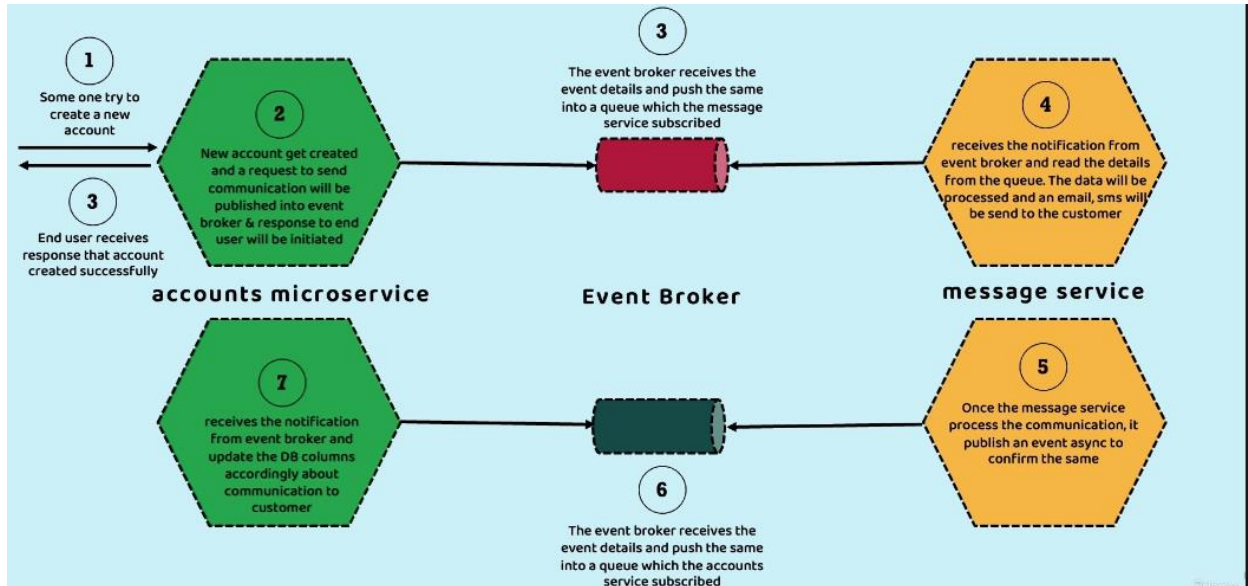 1
Some one try to
create a new
account
3
End user receives
response that account
created successfully
2
New account get created
and a request to send
communication will be
published into event
broker & response to end
user will be initiated
3
The event broker receives the
event details and push the same
into a queue which the message
service subscribed
4
receives the notification from
event broker and read the details
from the queue. The data will be
processed and an email, sms will
be send to the customer
accounts microservice
Event Broker
message service
7
receives the notification
from event broker and
update the DB columns
accordingly about
communication to
customer
6
The event broker receives the
event details and push the same
into a queue which the accounts
service subscribed
5
Once the message service
process the communication, it
publish an event async to
confirm the same